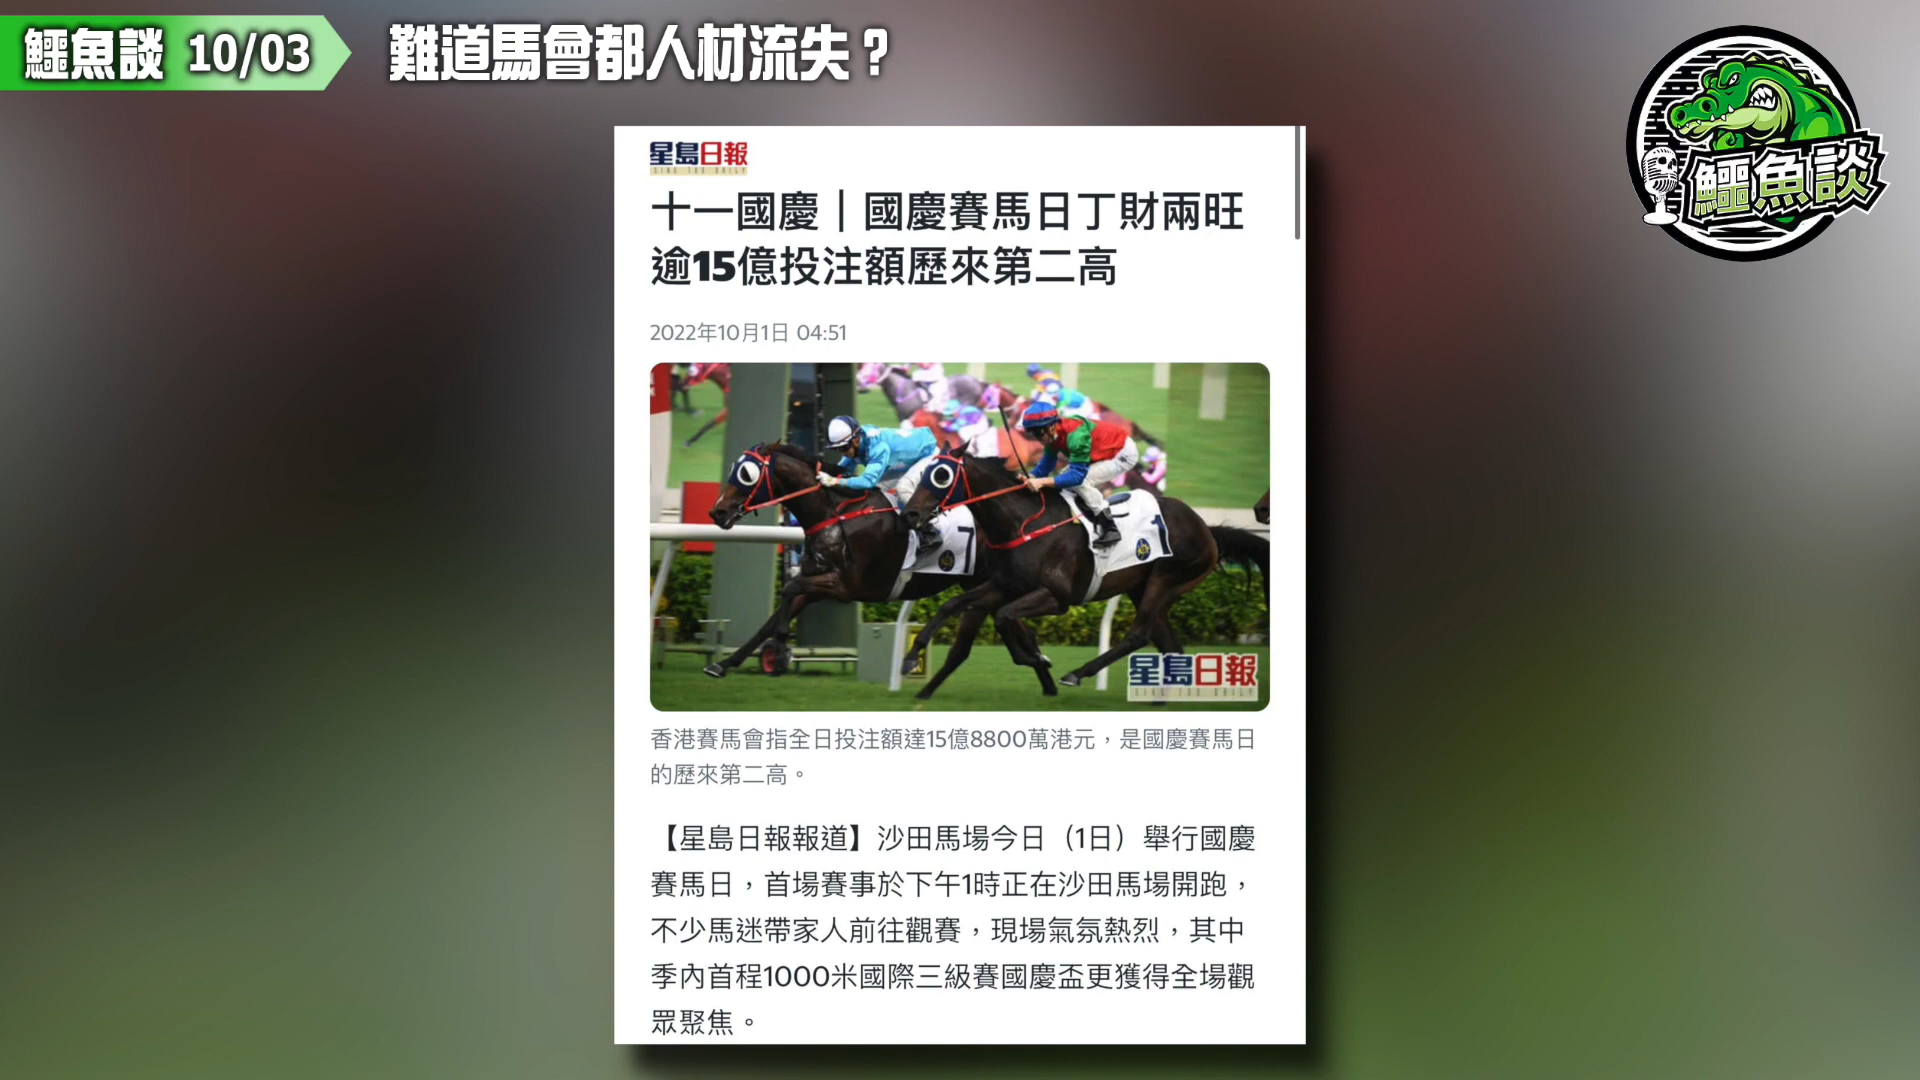 鱷魚談 10/03
難道馬會都人材流失？
鱷魚談
星島日報
SING TAO DAILY
十一國慶｜國慶賽馬日丁財兩旺
逾15億投注額歷來第二高
2022年10月1日 04:51
7
1
星島日報
SING TAO DAILY
香港賽馬會指全日投注額達15億8800萬港元，是國慶賽馬日
的歷來第二高。
【星島日報報道】沙田馬場今日（1日）舉行國慶
賽馬日，首場賽事於下午1時正在沙田馬場開跑，
不少馬迷帶家人前往觀賽，現場氣氛熱烈，其中
季內首程1000米國際三級賽國慶盃更獲得全場觀
眾聚焦。